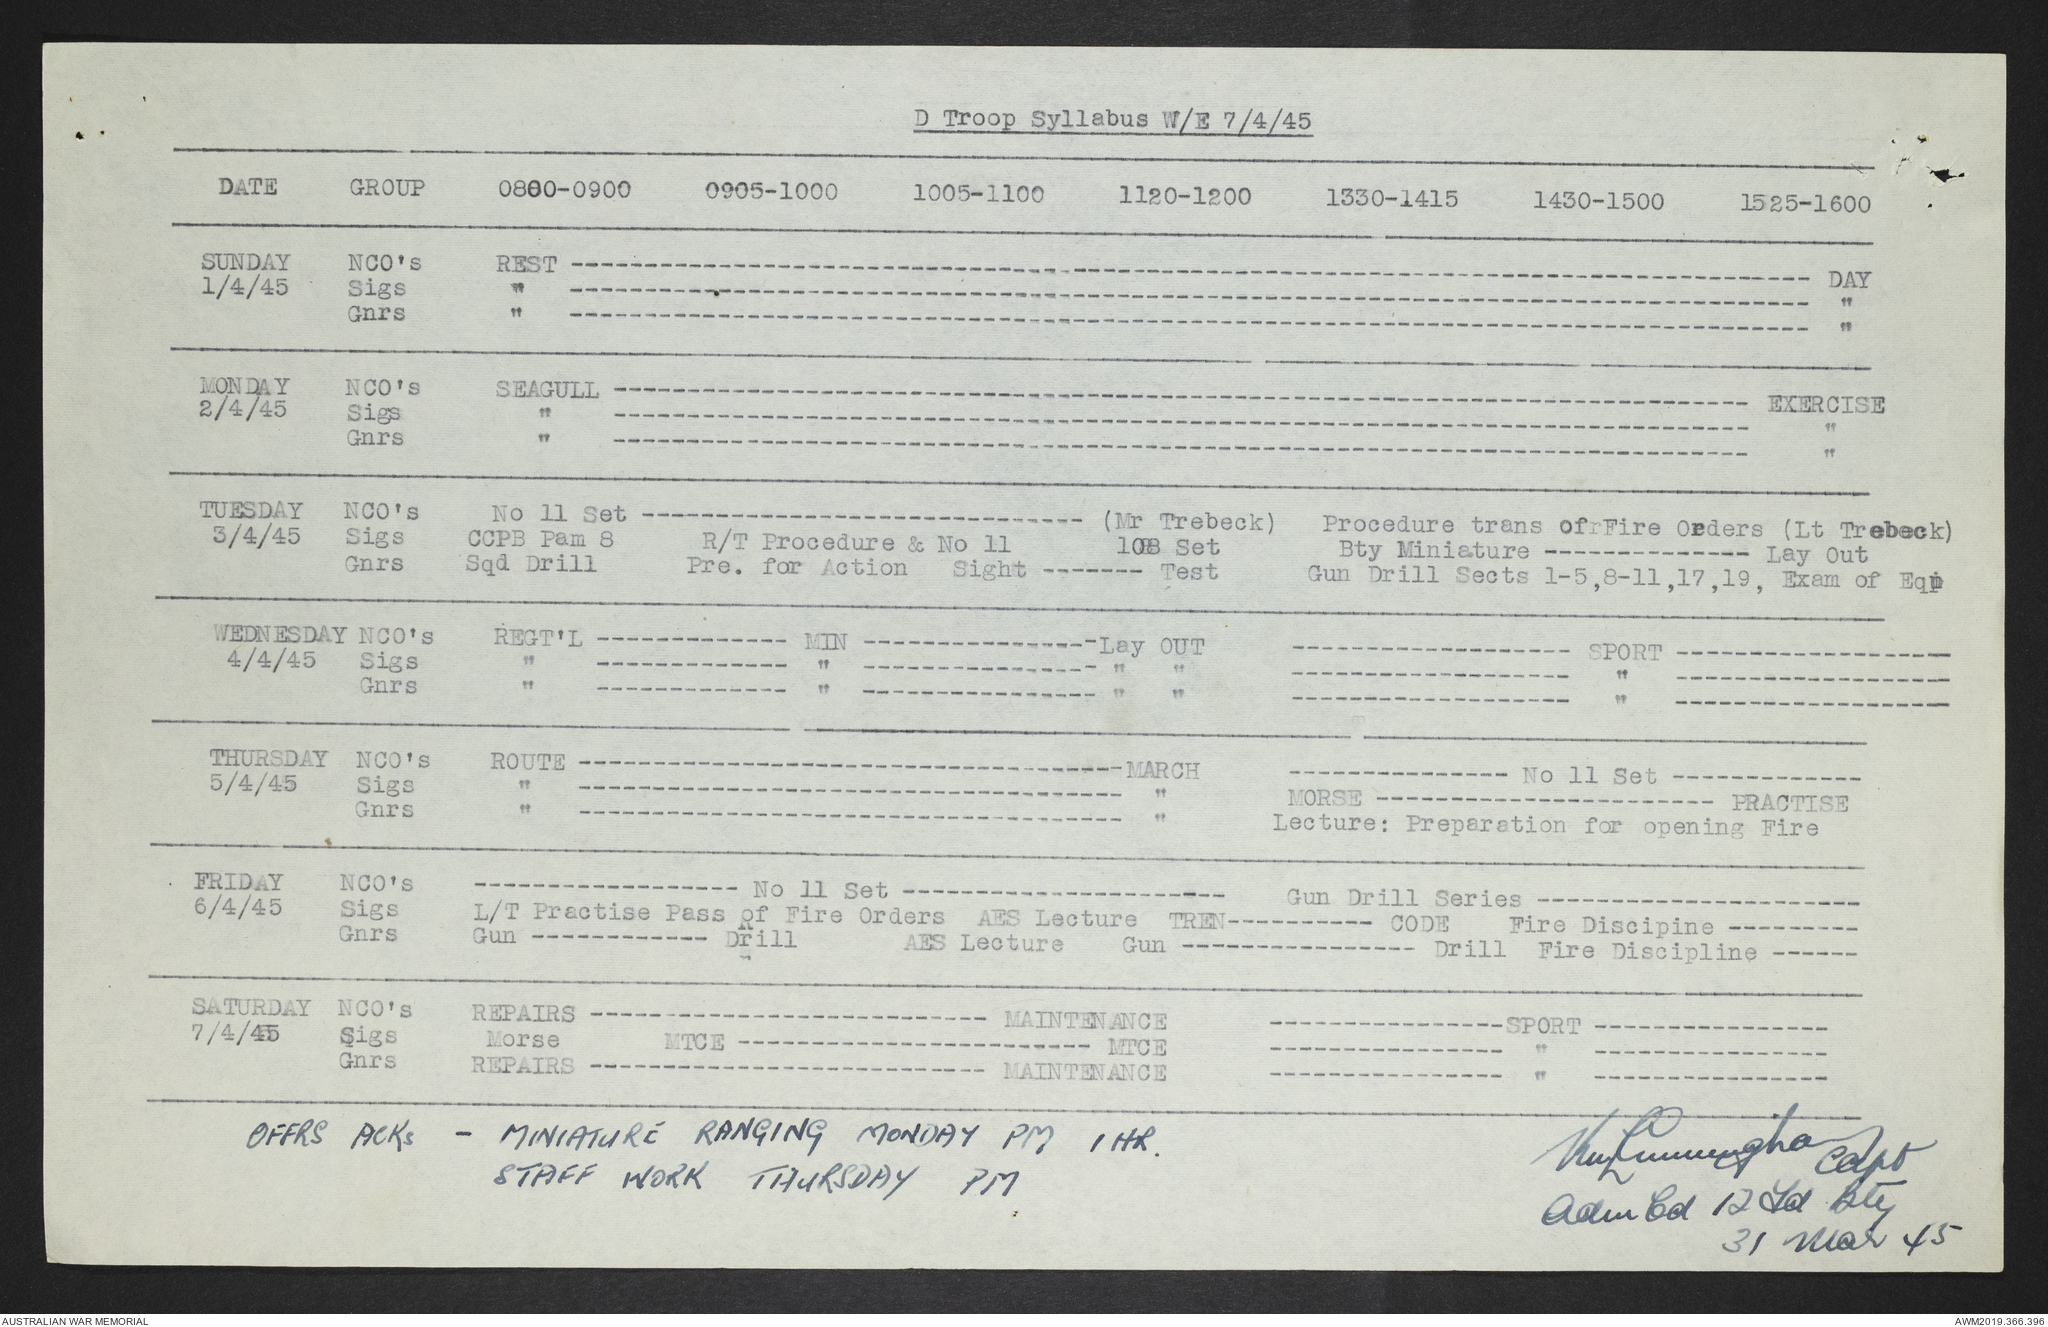 D Troop Syllabus W/E 7/4/45
DATE GROUP 0800-0900 0905-1000 1005-1100 1120-1200 1330-1415 1430-1500 1525-1600
SUNDAY NCO's REST ---------- DAY
1/4/45 Sigs " ---------- "
Gnrs " ---------- "
MONDAY NCO's SEAGULL ---------- EXERCISE
2/4/45 Sigs " ---------- "
Gnrs " ---------- "
TUESDAY NCO's No 11 Set ---------- (Mr Trebeck) Procedure trans of Fire Orders (Lt Trebeck)
3/4/45 Sigs CCPB Pam 8 R/T Procedure & No 11 108 Set Bty Miniature ---------- Lay Out
Gnrs Sqd Drill Pre. for Action Sight ------- Test Gun Drill Sects 1-5,8-11,17,19, Exam of Eqp
WEDNESDAY NCO's REGT'L ---------- MIN ---------- Lay OUT ---------- SPORT ----------
4/4/45 Sigs " ---------- " ---------- " " ---------- " ----------
Gnrs " ---------- " ---------- " " ---------- " ----------
THURSDAY NCO's ROUTE ---------- MARCH ---------- No 11 Set ----------
5/4/45 Sigs " ---------- " MORSE ---------- PRACTISE
Gnrs " ---------- " Lecture: Preparation for opening Fire
FRIDAY NCO's ---------- No 11 Set ---------- Gun Drill Series ----------
6/4/45 Sigs L/T Practise Pass of Fire Orders AES Lecture TREN---------- CODE Fire Discipine ---------
Gnrs Gun ---------- Drill AES Lecture Gun ---------- Drill Fire Discipline ------
SATURDAY NCO's REPAIRS ---------- MAINTENANCE ----------SPORT ----------
7/4/45 Sigs Morse MTCE ---------- MTCE ---------- " ----------
Gnrs REPAIRS ---------- MAINTENANCE ---------- " ----------
OFFRS ACKs - MINIATURE RANGING MONDAY PM 1 HR.
STAFF WORK THURSDAY PM
Cunningham Capt
Adm Cd 12 Fd Bty
31 Mar 45
AUSTRALIAN WAR MEMORIAL
AWM2019.366.396